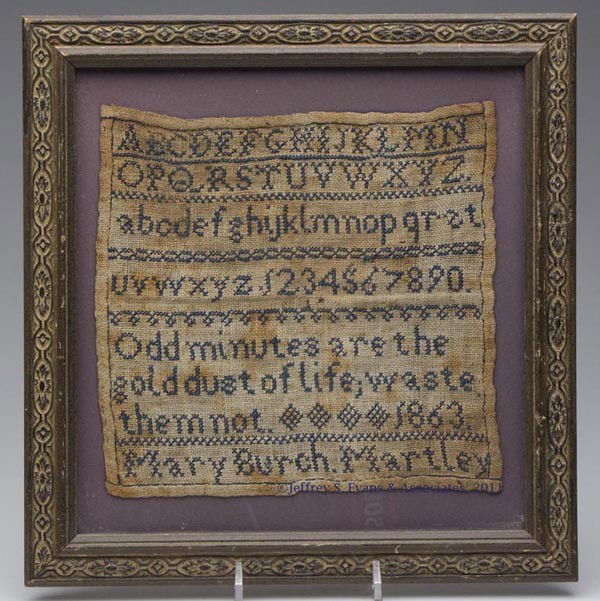 ABCDEFGHIJKLMN
OPQRSTUVWXYZ
abcdefghijklmnopqrst
uvwxyz.1234567890.
Odd minutes are the
gold dust of life; waste
them not. 1863.
Mary Burch. Martley
©Jeffrey S. Evans & Associates, 2011